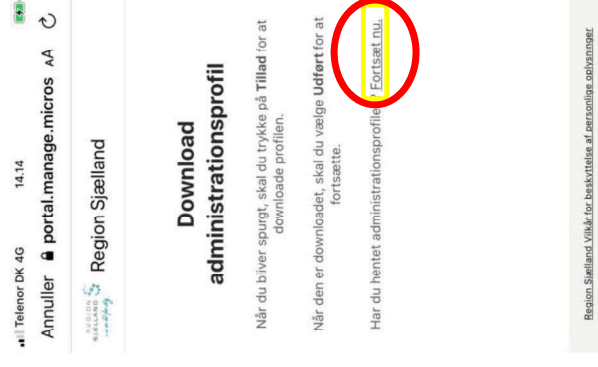 Telenor DK 4G 14.14
Annuller portal.manage.micros AA
REGION
SJÆLLAND
Region Sjælland
Download
administrationsprofil
Når du bliver spurgt, skal du trykke på Tillad for at
downloade profilen.
Når den er downloadet, skal du vælge Udført for at
fortsætte.
Har du hentet administrationsprofilen? Fortsæt nu.
Region Sjælland Vilkår for beskyttelse af personlige oplysninger